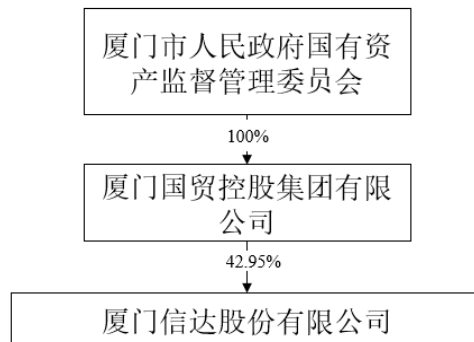 厦门市人民政府国有资
产监督管理委员会
100%
厦门国贸控股集团有限
公司
42.95%
厦门信达股份有限公司